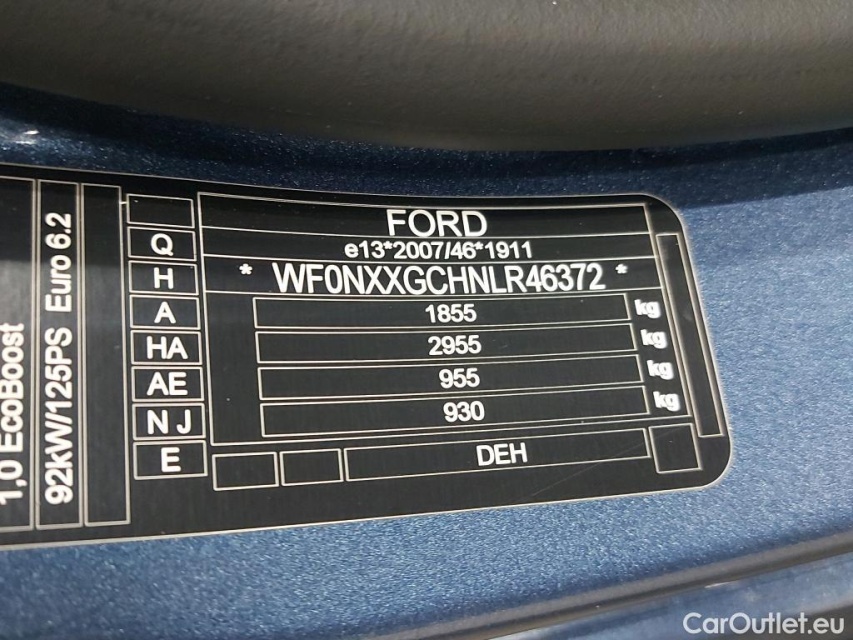 1,0 EcoBoost
92kW/125PS Euro 6.2
Q
H
A
HA
AE
NJ
E
FORD
e13*2007/46*1911
* WF0NXXGCHNLR46372 *
1855 kg
2955 kg
955 kg
930 kg
DEH
CarOutlet.eu